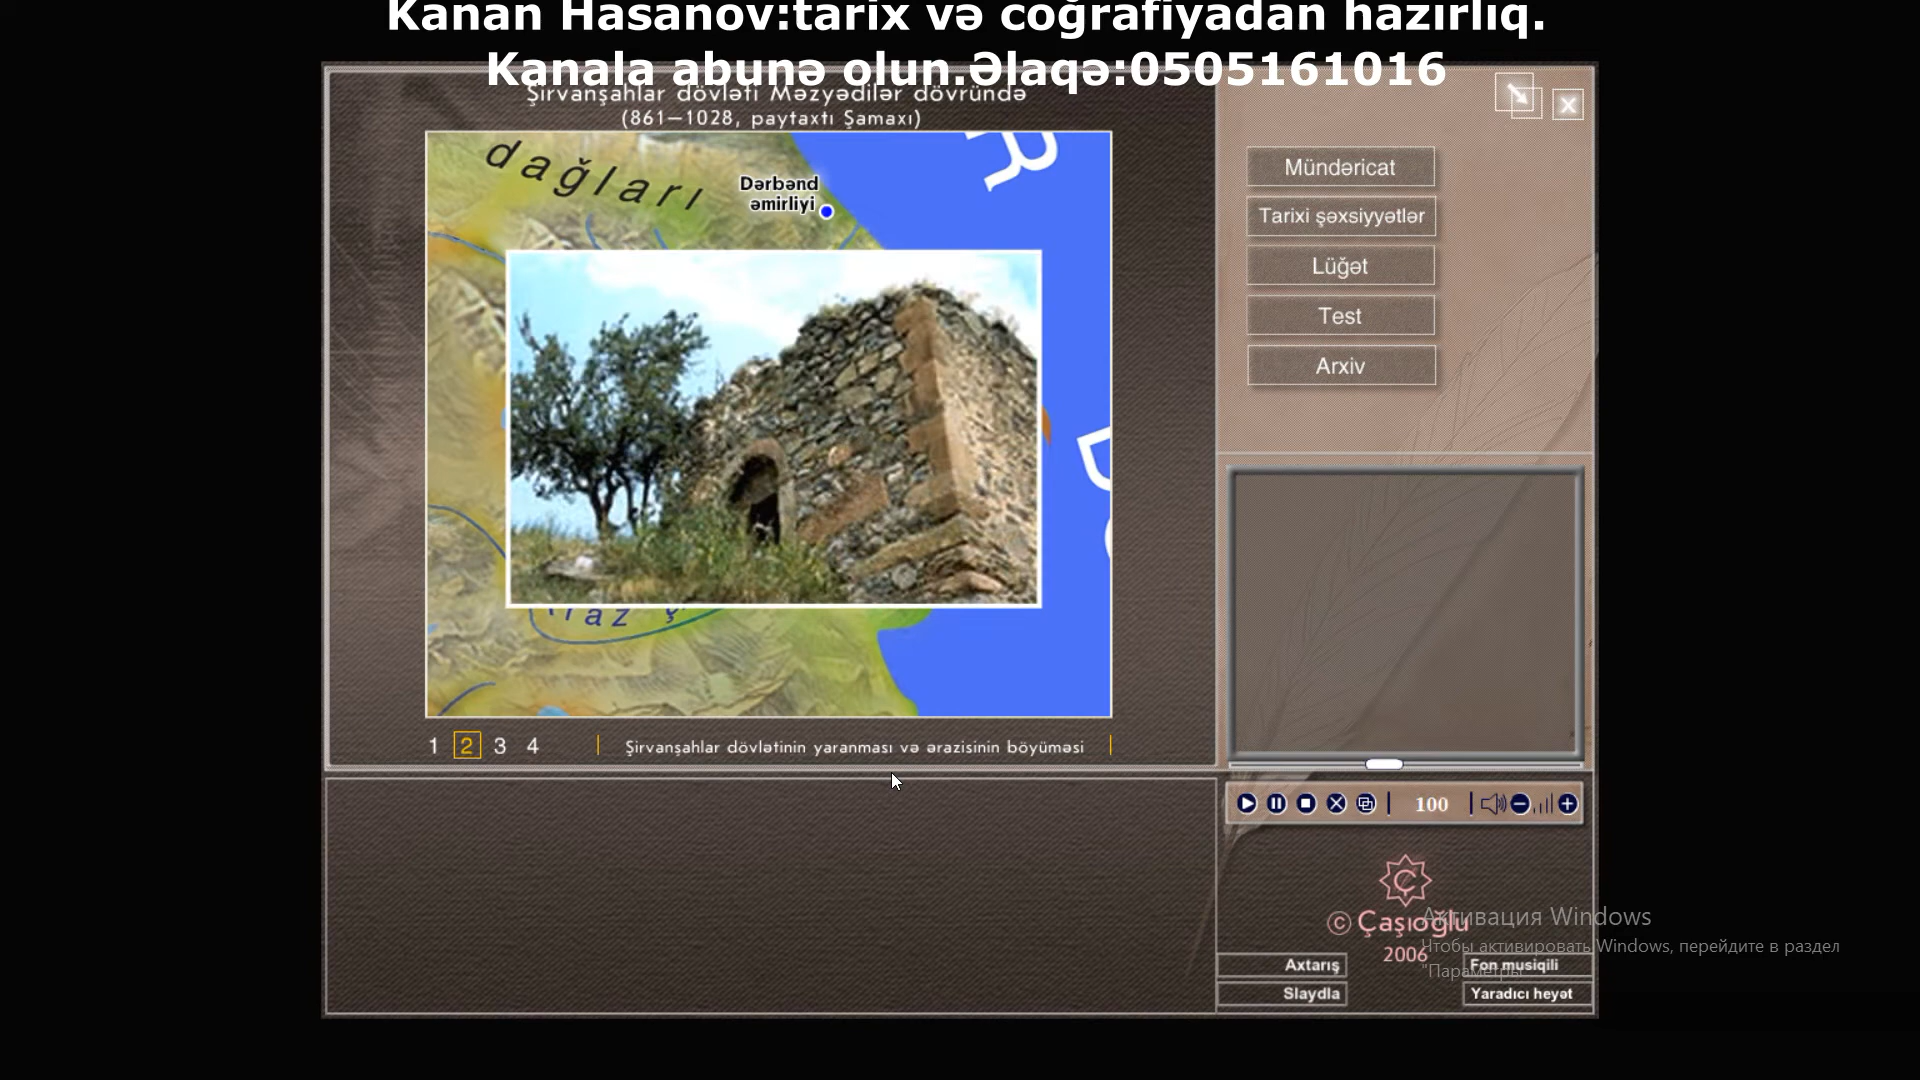 Kanan Hasanov:tarix və coğrafiyadan hazırlıq.
Kanala abunə olun.Əlaqə:0505161016
Şirvanşahlar dövləti Məzyədilər dövründə
(861—1028, paytaxtı Şamaxı)
dağları
Dərbənd
əmirliyi
Mündəricat
Tarixi şəxsiyyətlər
Lüğət
Test
Arxiv
1 2 3 4
Şirvanşahlar dövlətinin yaranması və ərazisinin böyüməsi
100
© Çaşıoğlu
2006
Активация Windows
Чтобы активировать Windows, перейдите в раздел
"Параметры"
Axtarış
Fon musiqili
Slaydla
Yaradıcı heyət